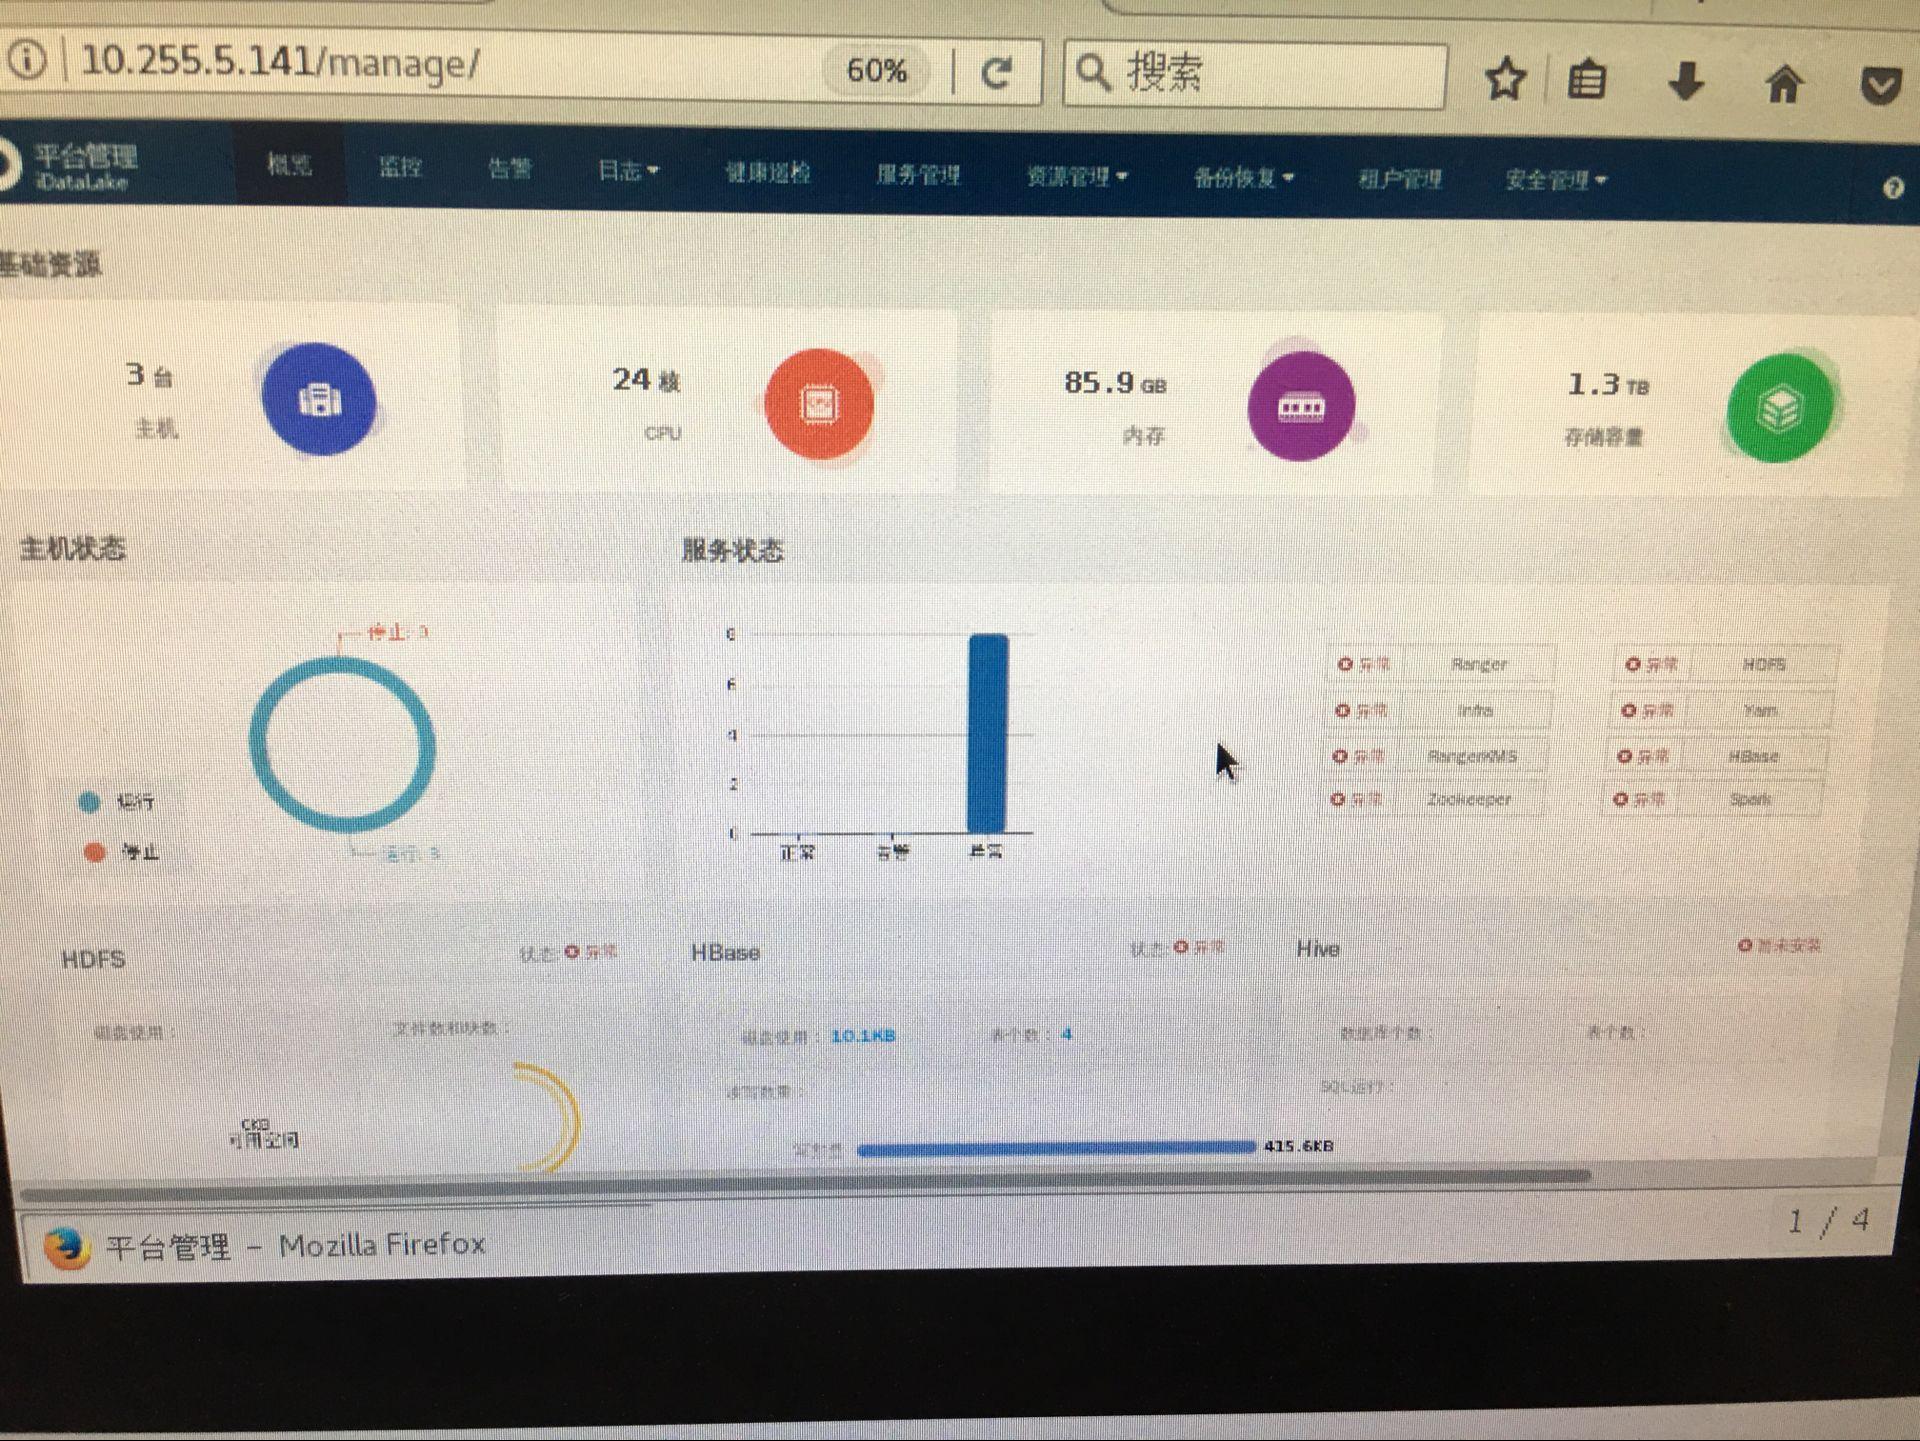 10.255.5.141/manage/ 60% 搜索
平台管理
iDataLake
概览 监控 告警 日志 健康巡检 服务管理 资源管理 备份恢复 租户管理 安全管理
基础资源
3 台 24 核 85.9 GB 1.3 TB
主机 CPU 内存 存储容量
主机状态 服务状态
停止:
8
异常 Ranger 异常 HDFS
6
异常 Infra 异常 Yarn
4
异常 RangerKMS 异常 HBase
2
运行
异常 Zookeeper 异常 Spark
0
停止 运行: 3 正常 告警 异常
HDFS 状态: 异常 HBase 状态: 异常 Hive 暂未安装
磁盘使用: 文件数和块数: 磁盘使用: 10.1KB 表个数: 4 数据库个数: 表个数:
读写数量: SQL运行:
可用空间
415.6KB
平台管理 - Mozilla Firefox 1 / 4